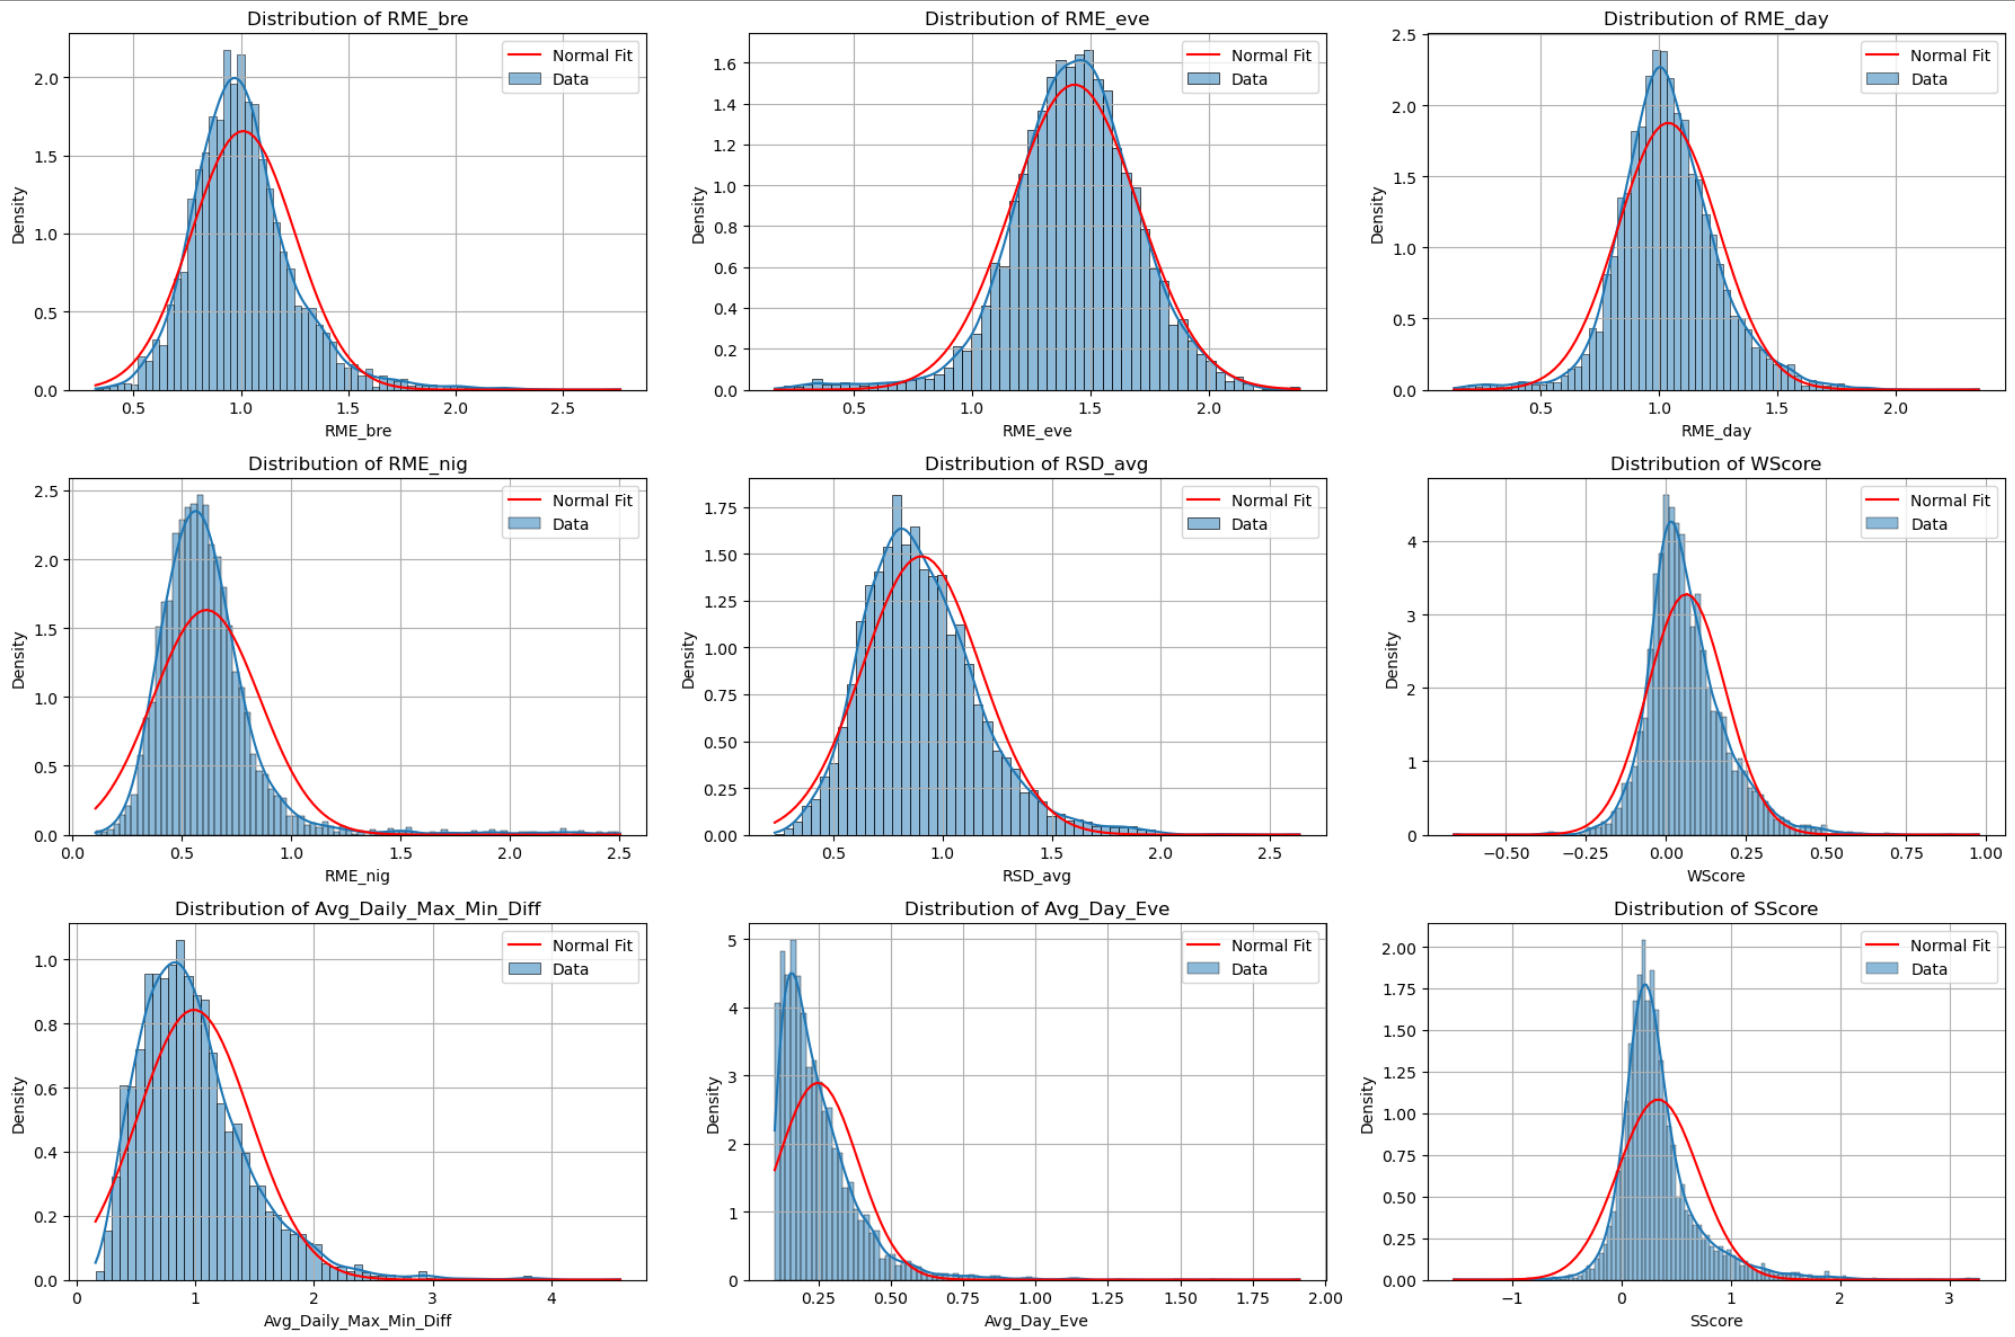 Distribution of RME_bre
Normal Fit
Data
Density
2.0
1.5
1.0
0.5
0.0
0.5 1.0 1.5 2.0 2.5
RME_bre
Distribution of RME_eve
Normal Fit
Data
Density
1.6
1.4
1.2
1.0
0.8
0.6
0.4
0.2
0.0
0.5 1.0 1.5 2.0
RME_eve
Distribution of RME_day
Normal Fit
Data
Density
2.5
2.0
1.5
1.0
0.5
0.0
0.5 1.0 1.5 2.0
RME_day
Distribution of RME_nig
Normal Fit
Data
Density
2.5
2.0
1.5
1.0
0.5
0.0
0.0 0.5 1.0 1.5 2.0 2.5
RME_nig
Distribution of RSD_avg
Normal Fit
Data
Density
1.75
1.50
1.25
1.00
0.75
0.50
0.25
0.00
0.5 1.0 1.5 2.0 2.5
RSD_avg
Distribution of WScore
Normal Fit
Data
Density
4
3
2
1
0
−0.50 −0.25 0.00 0.25 0.50 0.75 1.00
WScore
Distribution of Avg_Daily_Max_Min_Diff
Normal Fit
Data
Density
1.0
0.8
0.6
0.4
0.2
0.0
0 1 2 3 4
Avg_Daily_Max_Min_Diff
Distribution of Avg_Day_Eve
Normal Fit
Data
Density
5
4
3
2
1
0
0.25 0.50 0.75 1.00 1.25 1.50 1.75 2.00
Avg_Day_Eve
Distribution of SScore
Normal Fit
Data
Density
2.00
1.75
1.50
1.25
1.00
0.75
0.50
0.25
0.00
−1 0 1 2 3
SScore